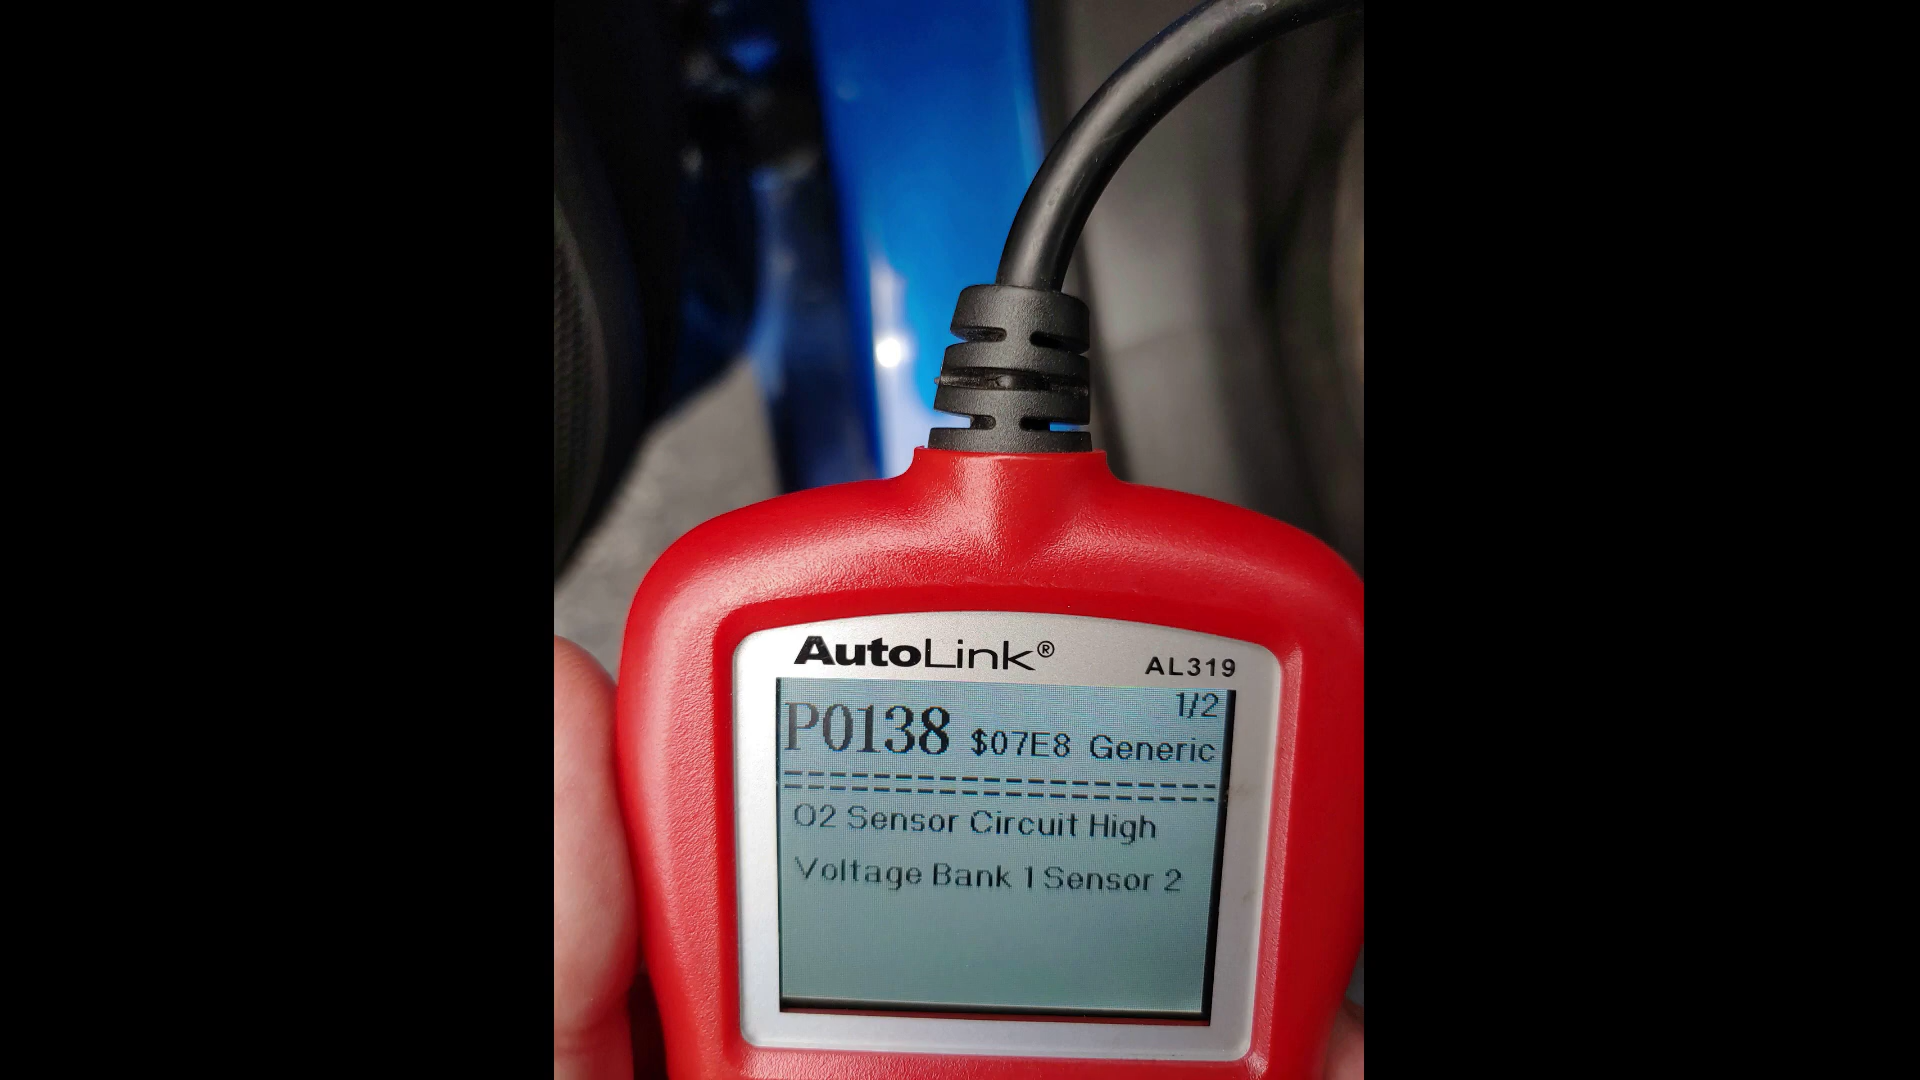 AutoLink®
AL319
1/2
P0138 $07E8 Generic
O2 Sensor Circuit High
Voltage Bank 1 Sensor 2